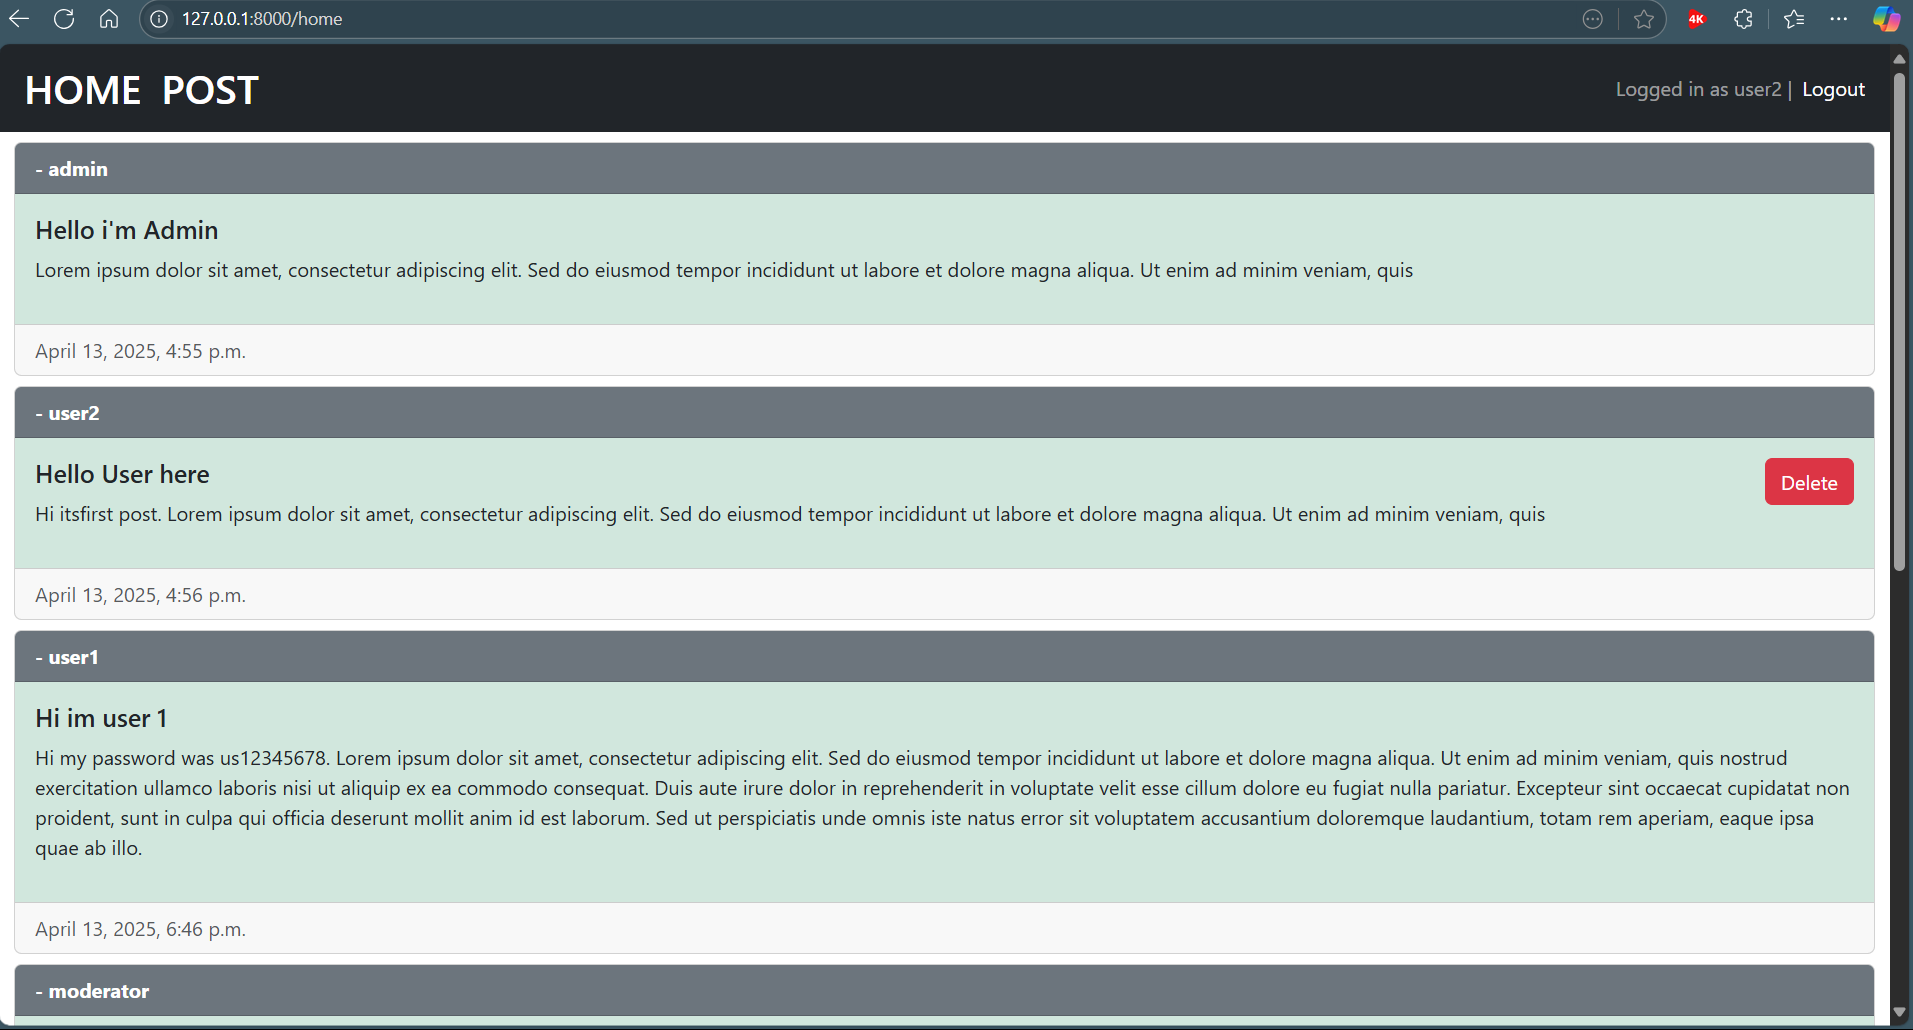 127.0.0.1:8000/home
4K
HOME POST
Logged in as user2 | Logout
- admin
Hello i'm Admin
Lorem ipsum dolor sit amet, consectetur adipiscing elit. Sed do eiusmod tempor incididunt ut labore et dolore magna aliqua. Ut enim ad minim veniam, quis
April 13, 2025, 4:55 p.m.
- user2
Hello User here
Delete
Hi itsfirst post. Lorem ipsum dolor sit amet, consectetur adipiscing elit. Sed do eiusmod tempor incididunt ut labore et dolore magna aliqua. Ut enim ad minim veniam, quis
April 13, 2025, 4:56 p.m.
- user1
Hi im user 1
Hi my password was us12345678. Lorem ipsum dolor sit amet, consectetur adipiscing elit. Sed do eiusmod tempor incididunt ut labore et dolore magna aliqua. Ut enim ad minim veniam, quis nostrud
exercitation ullamco laboris nisi ut aliquip ex ea commodo consequat. Duis aute irure dolor in reprehenderit in voluptate velit esse cillum dolore eu fugiat nulla pariatur. Excepteur sint occaecat cupidatat non
proident, sunt in culpa qui officia deserunt mollit anim id est laborum. Sed ut perspiciatis unde omnis iste natus error sit voluptatem accusantium doloremque laudantium, totam rem aperiam, eaque ipsa
quae ab illo.
April 13, 2025, 6:46 p.m.
- moderator